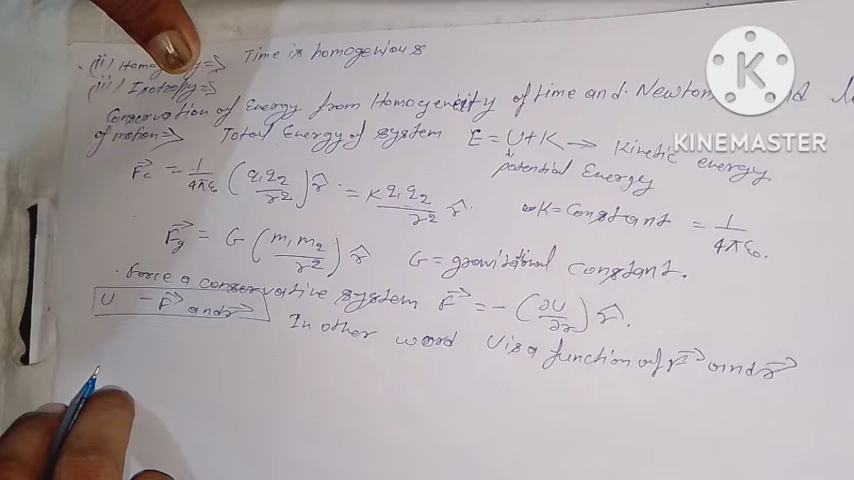 (ii) Homogeneity ⇒ Time is homogenious
(iii) Isotropy ⇒
Conservation of Energy from Homogeneity of time and Newton's
of motion ⇒ Total Energy of system E = U + K → Kinetic energy.
↓ potential Energy
F⃗c = 1/4πε₀ (q₁q₂/r²) r̂ = K q₁q₂/r² r̂. K = Constant = 1/4πε₀.
F⃗g = G (m₁m₂/r²) r̂ G = gravitational constant.
Force a conservative system F⃗ = -(∂U/∂r) r̂.
U - F⃗ and r⃗ In other word U is a function of F⃗ and r⃗
K
KINEMASTER